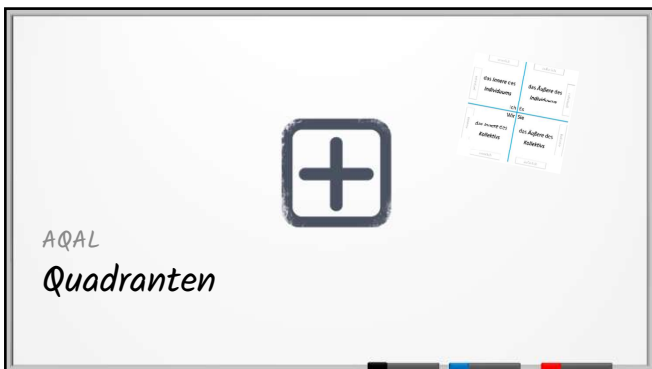 das Innere des
Individuums
das Äußere des
Individuums
Ich Es
Wir Sie
das Innere des
Kollektivs
das Äußere des
Kollektivs
AQAL
Quadranten